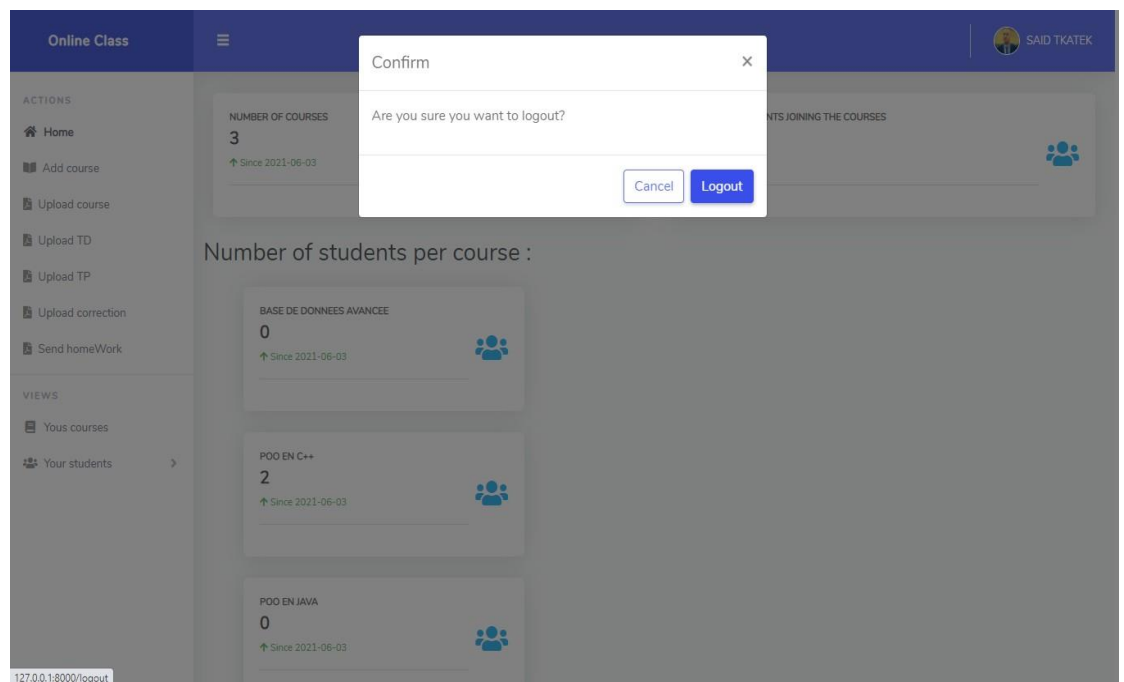 Online Class
SAID TKATEK
Confirm
×
Are you sure you want to logout?
Cancel
Logout
ACTIONS
Home
Add course
Upload course
Upload TD
Upload TP
Upload correction
Send homeWork
VIEWS
Yous courses
Your students
NUMBER OF COURSES
3
Since 2021-06-03
NTS JOINING THE COURSES
Number of students per course :
BASE DE DONNEES AVANCEE
0
Since 2021-06-03
POO EN C++
2
Since 2021-06-03
POO EN JAVA
0
Since 2021-06-03
127.0.0.1:8000/logout